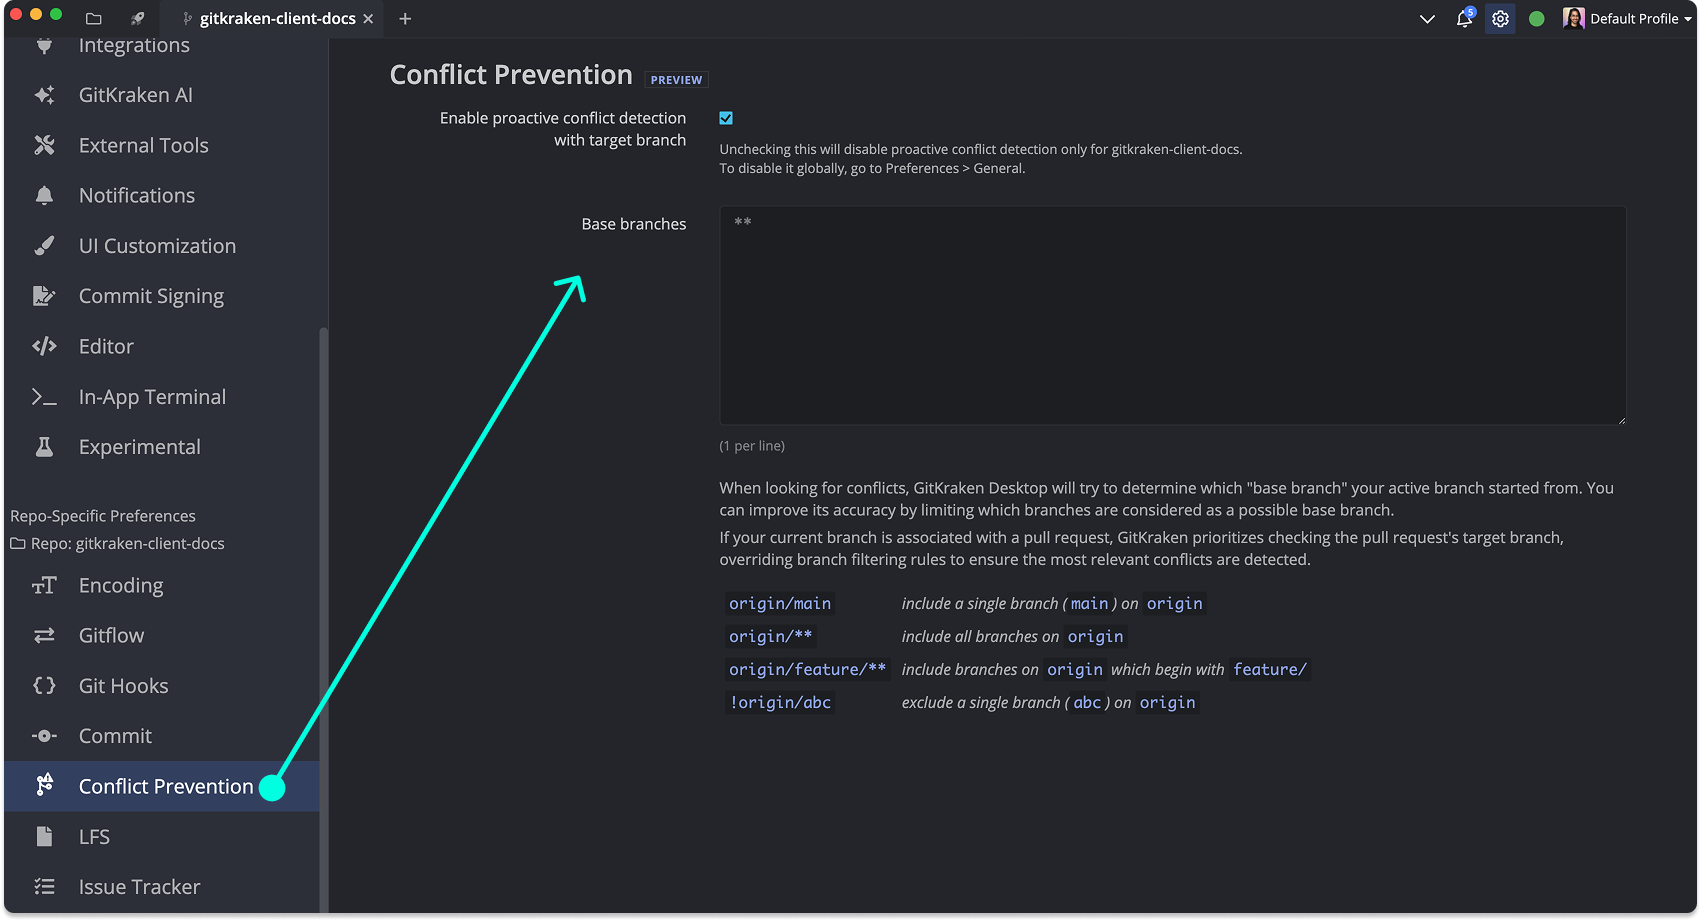 gitkraken-client-docs
5
Default Profile
Integrations
GitKraken AI
External Tools
Notifications
UI Customization
Commit Signing
Editor
In-App Terminal
Experimental
Repo-Specific Preferences
Repo: gitkraken-client-docs
Encoding
Gitflow
Git Hooks
Commit
Conflict Prevention
LFS
Issue Tracker
Conflict Prevention PREVIEW
Enable proactive conflict detection
with target branch
Unchecking this will disable proactive conflict detection only for gitkraken-client-docs.
To disable it globally, go to Preferences > General.
Base branches
**
(1 per line)
When looking for conflicts, GitKraken Desktop will try to determine which "base branch" your active branch started from. You
can improve its accuracy by limiting which branches are considered as a possible base branch.
If your current branch is associated with a pull request, GitKraken prioritizes checking the pull request's target branch,
overriding branch filtering rules to ensure the most relevant conflicts are detected.
origin/main include a single branch ( main ) on origin
origin/** include all branches on origin
origin/feature/** include branches on origin which begin with feature/
!origin/abc exclude a single branch ( abc ) on origin